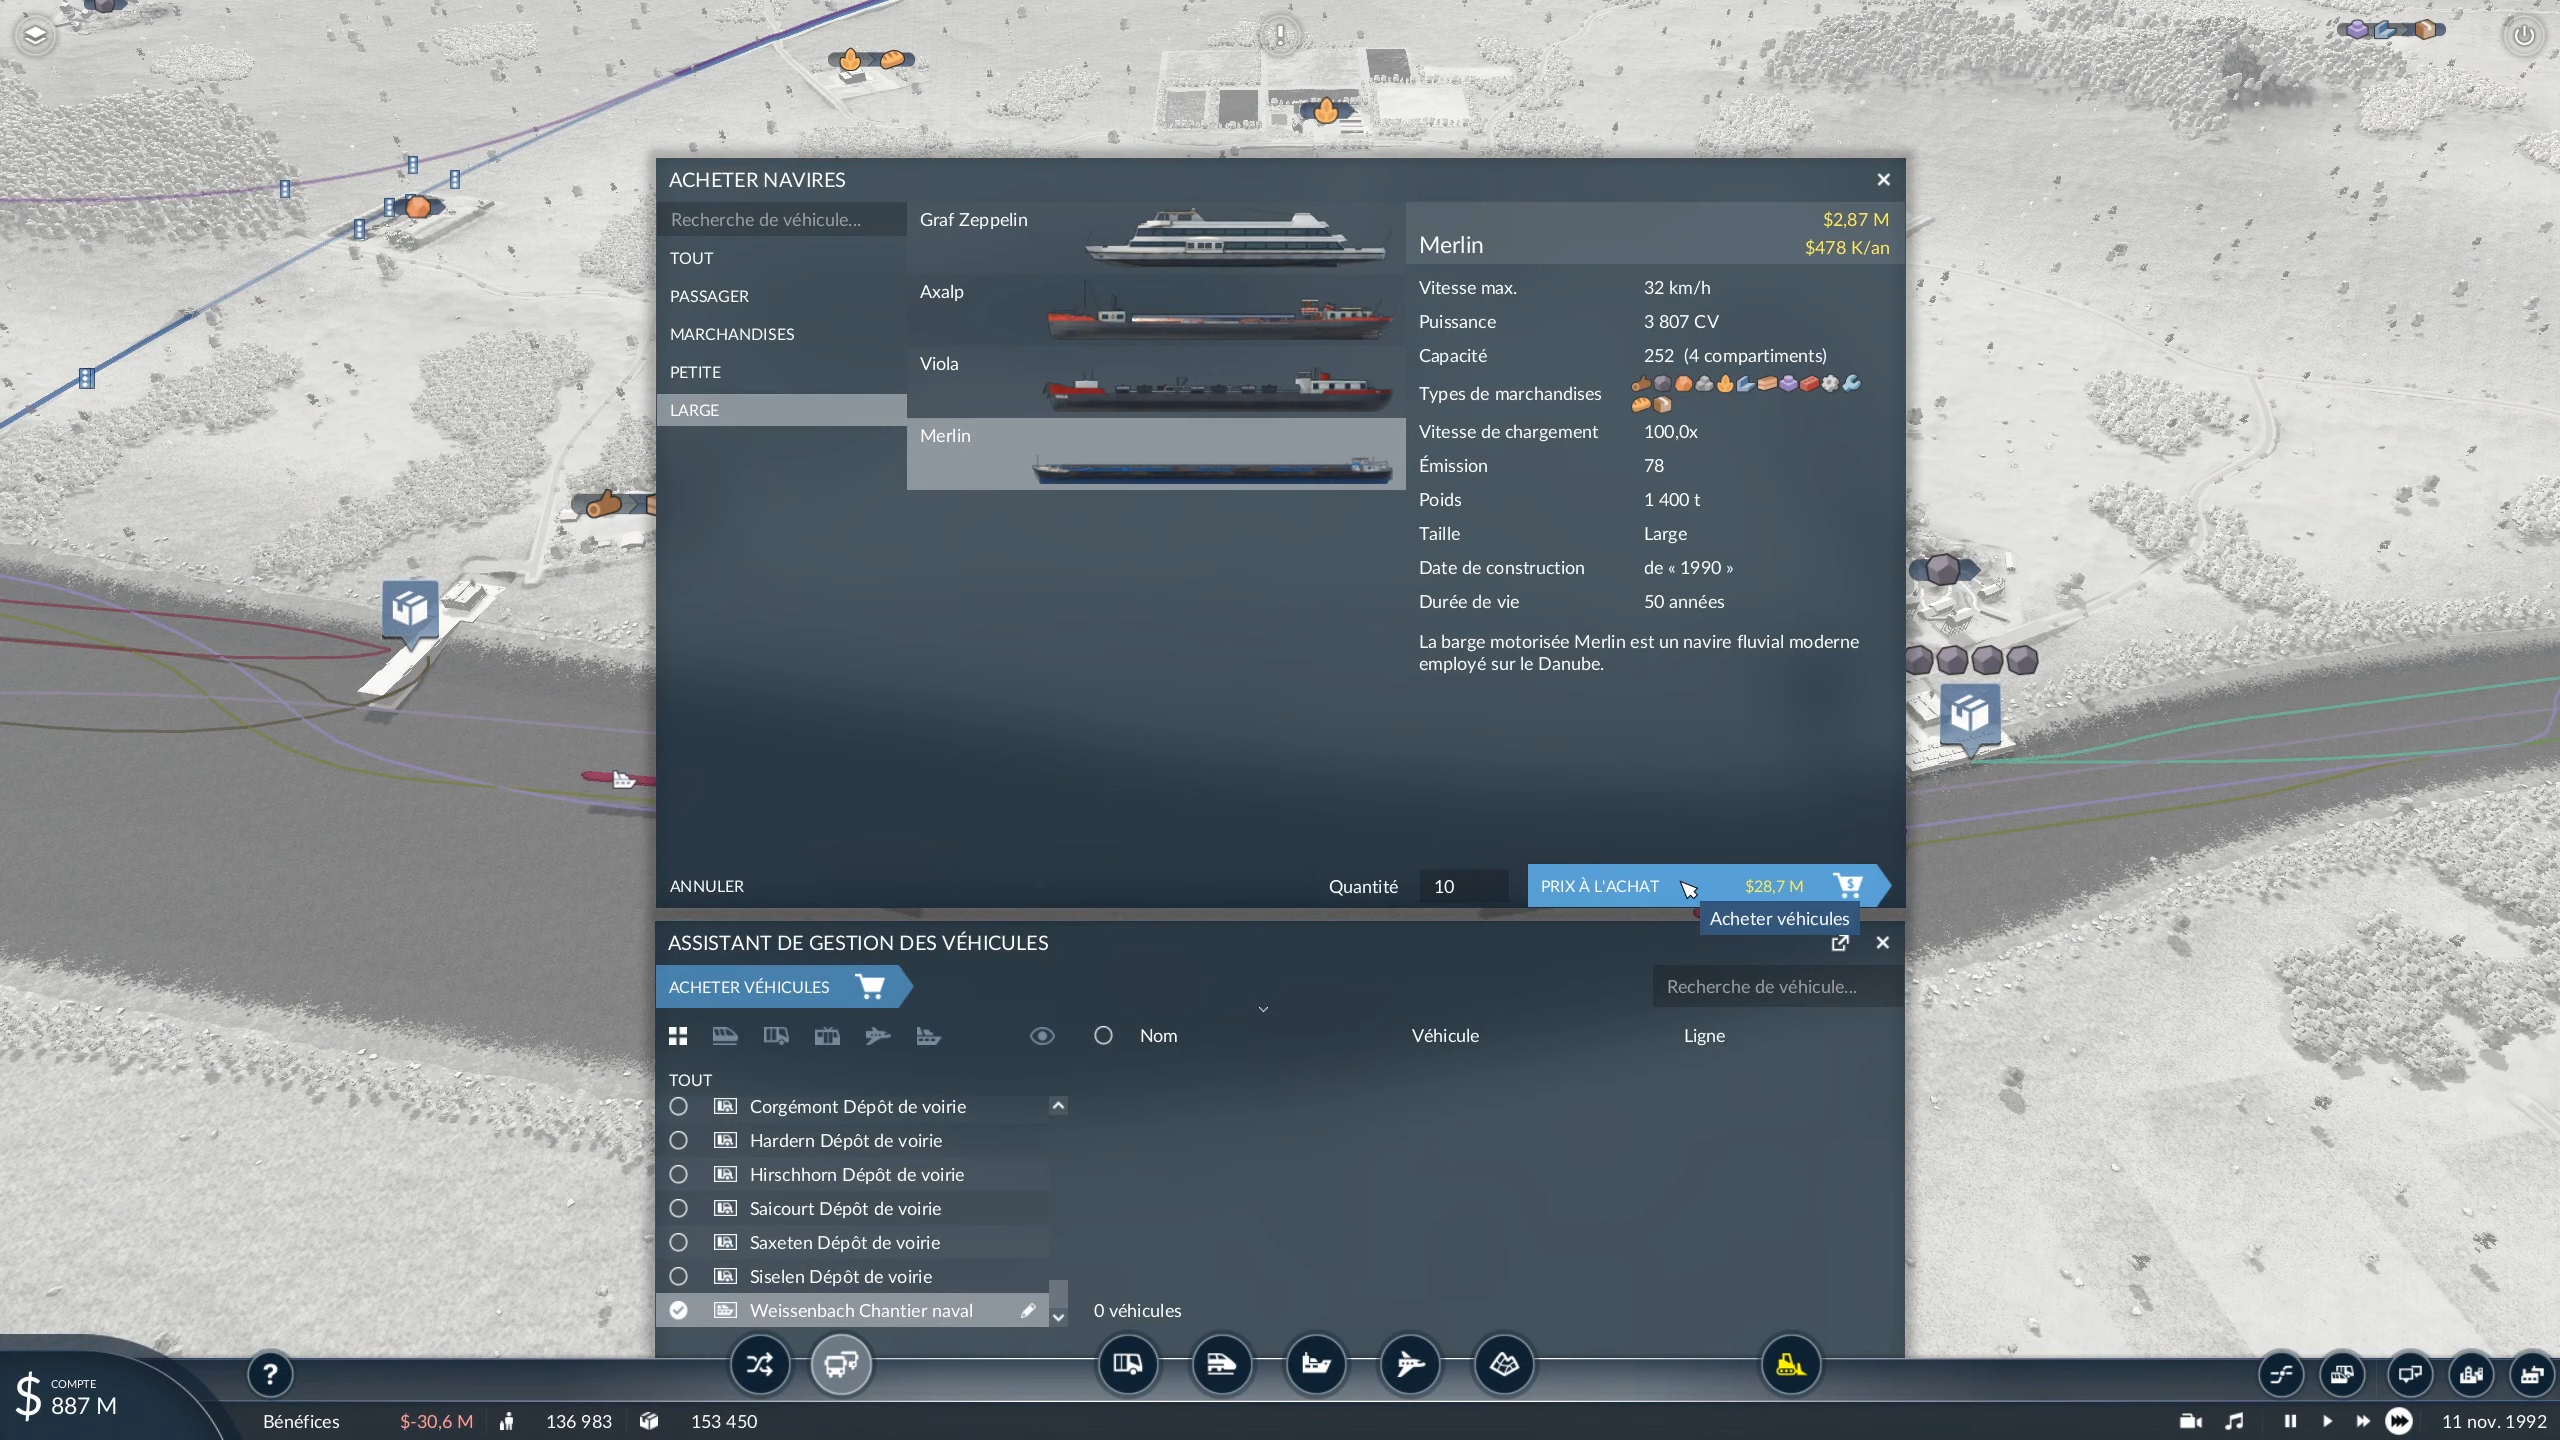 ACHETER NAVIRES
Recherche de véhicule...
TOUT
PASSAGER
MARCHANDISES
PETITE
LARGE
Graf Zeppelin
Axalp
Viola
Merlin
$2,87 M
Merlin
$478 K/an
Vitesse max. 32 km/h
Puissance 3 807 CV
Capacité 252 (4 compartiments)
Types de marchandises
Vitesse de chargement 100,0x
Émission 78
Poids 1 400 t
Taille Large
Date de construction de « 1990 »
Durée de vie 50 années
La barge motorisée Merlin est un navire fluvial moderne
employé sur le Danube.
ANNULER
Quantité 10
PRIX À L'ACHAT $28,7 M
Acheter véhicules
ASSISTANT DE GESTION DES VÉHICULES
ACHETER VÉHICULES
Recherche de véhicule...
Nom Véhicule Ligne
TOUT
Corgémont Dépôt de voirie
Hardern Dépôt de voirie
Hirschhorn Dépôt de voirie
Saicourt Dépôt de voirie
Saxeten Dépôt de voirie
Siselen Dépôt de voirie
Weissenbach Chantier naval
0 véhicules
$ COMPTE
887 M
?
Bénéfices $-30,6 M 136 983 153 450
11 nov. 1992